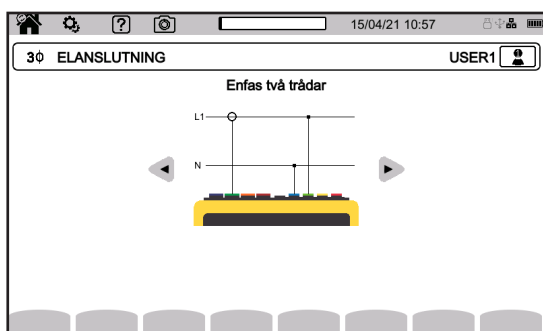 15/04/21 10:57
3ϕ ELANSLUTNING USER1
Enfas två trådar
L1
N